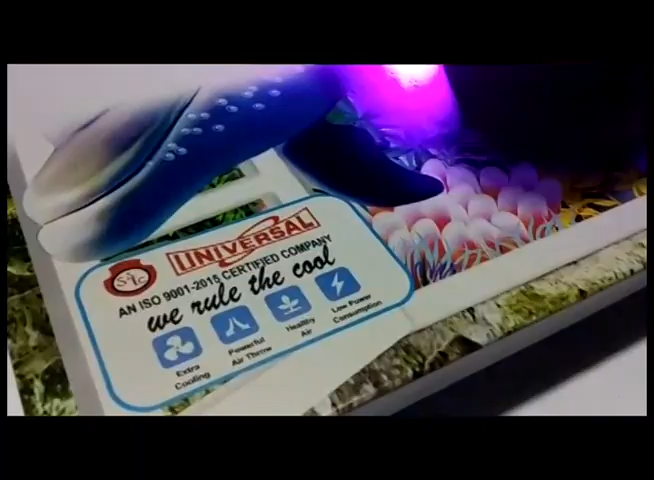 UNIVERSAL
SIC
AN ISO 9001-2015 CERTIFIED COMPANY
we rule the cool
Extra
Cooling
Powerful
Air Throw
Healthy
Air
Low Power
Consumption